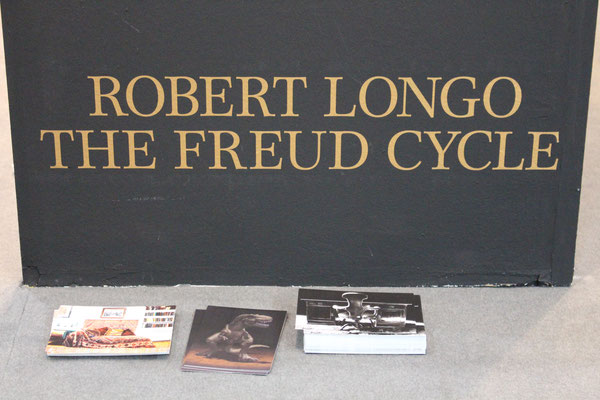 ROBERT LONGO
THE FREUD CYCLE